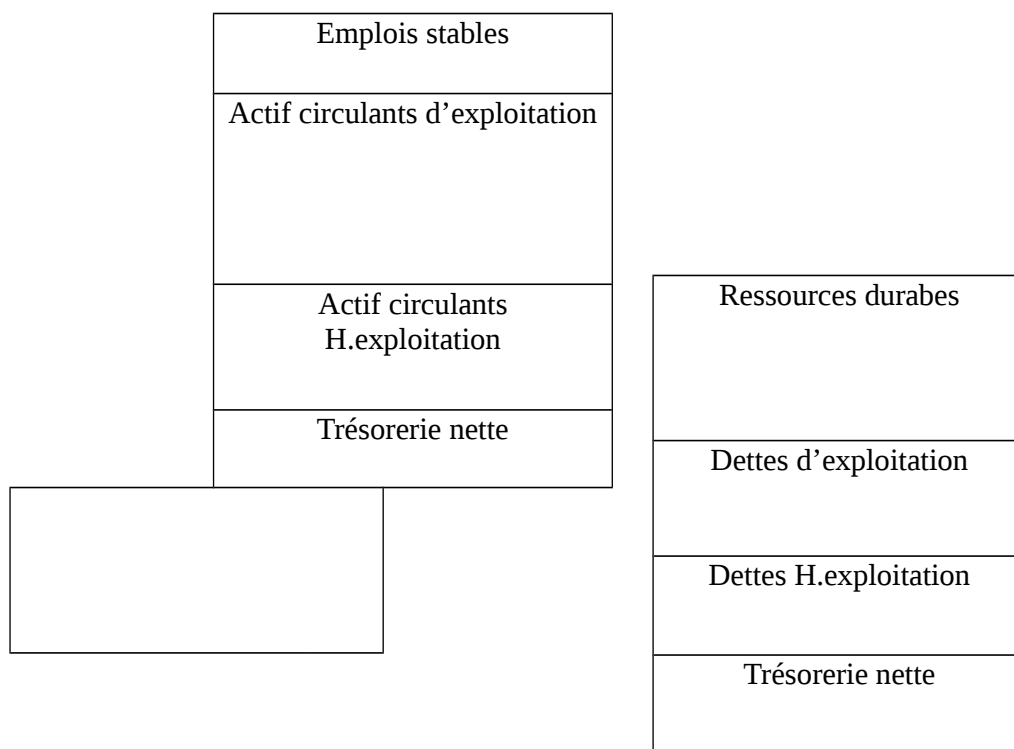 Emplois stables
Actif circulants d’exploitation
Actif circulants
H.exploitation
Trésorerie nette
Ressources durabes
Dettes d’exploitation
Dettes H.exploitation
Trésorerie nette